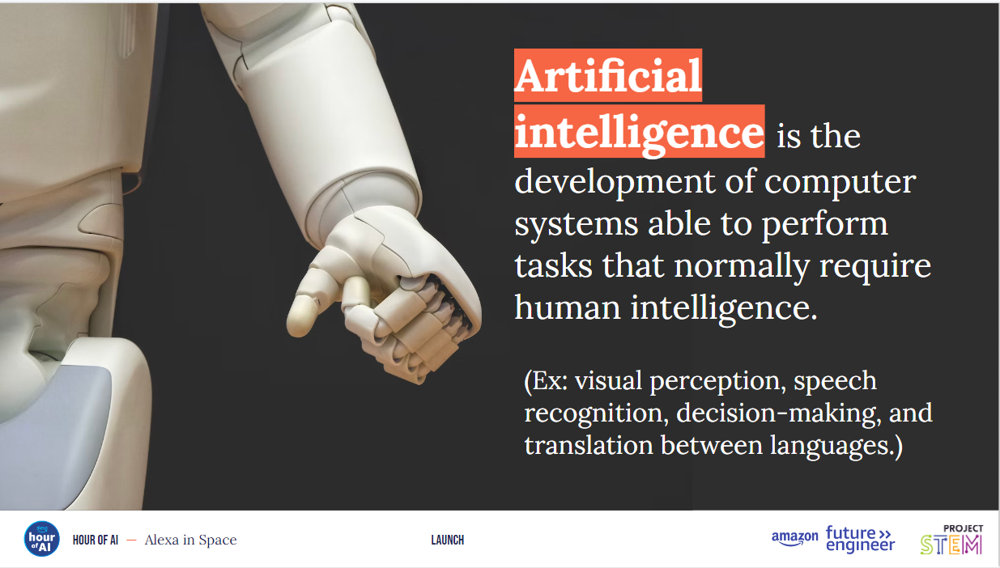 Artificial
intelligence is the
development of computer
systems able to perform
tasks that normally require
human intelligence.
(Ex: visual perception, speech
recognition, decision-making, and
translation between languages.)
alexa
hour
of AI
HOUR OF AI — Alexa in Space
LAUNCH
amazon
future
engineer
PROJECT
STEM